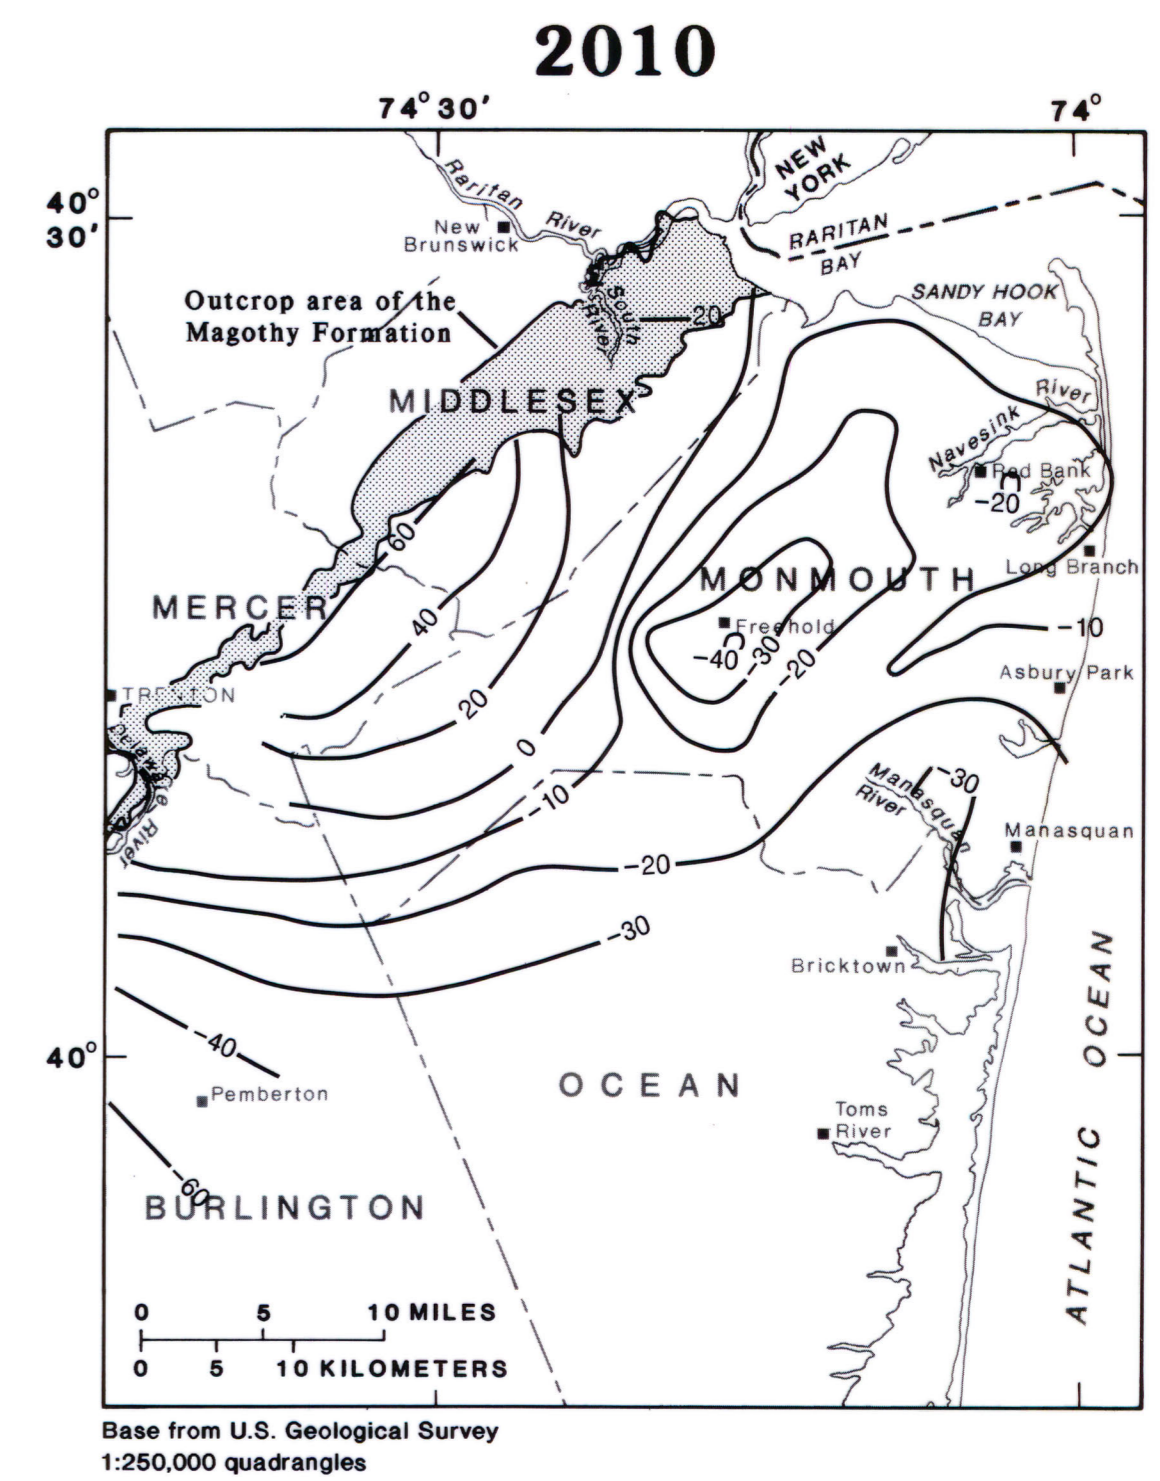 2010
74° 30'
74°
40°
30'
NEW
YORK
Raritan
River
New
Brunswick
RARITAN
BAY
SANDY HOOK
BAY
Outcrop area of the
Magothy Formation
South
River
20
MIDDLESEX
Navesink
River
Red Bank
-20
60
MONMOUTH
Long Branch
MERCER
40
Freehold
-40
-30
-20
-10
Asbury Park
TRENTON
20
0
-10
Manasquan
River
-30
Manasquan
Delaware
River
-20
-30
Bricktown
-40
40°
Pemberton
OCEAN
Toms
River
-60
BURLINGTON
ATLANTIC OCEAN
0 5 10 MILES
0 5 10 KILOMETERS
Base from U.S. Geological Survey
1:250,000 quadrangles